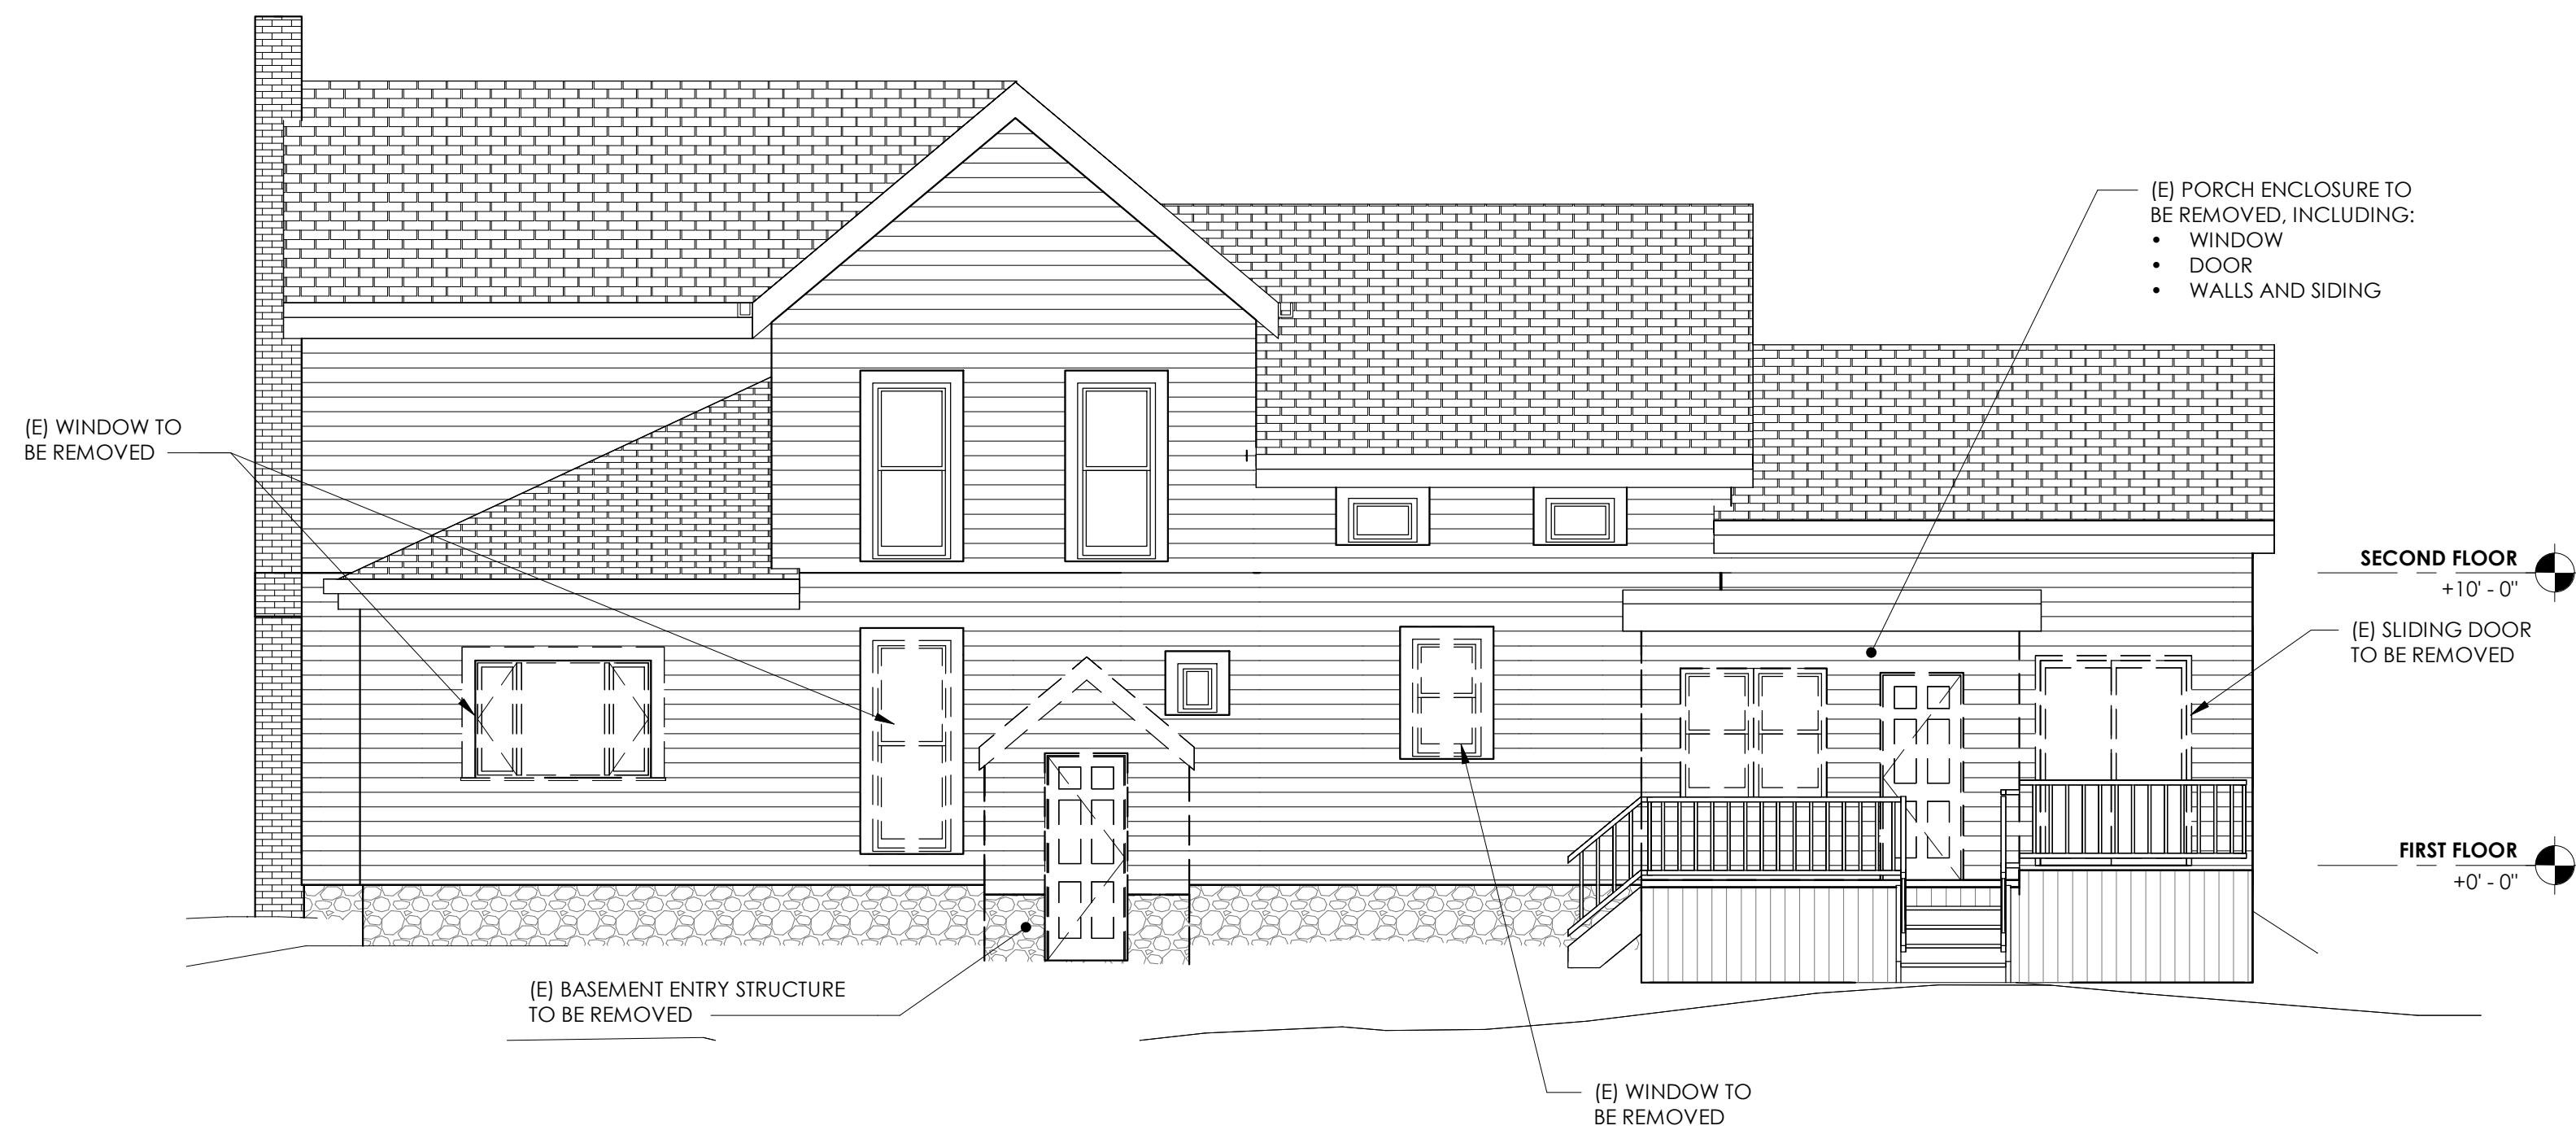 (E) PORCH ENCLOSURE TO
BE REMOVED, INCLUDING:
• WINDOW
• DOOR
• WALLS AND SIDING
(E) WINDOW TO
BE REMOVED
SECOND FLOOR
+10' - 0"
(E) SLIDING DOOR
TO BE REMOVED
FIRST FLOOR
+0' - 0"
(E) BASEMENT ENTRY STRUCTURE
TO BE REMOVED
(E) WINDOW TO
BE REMOVED